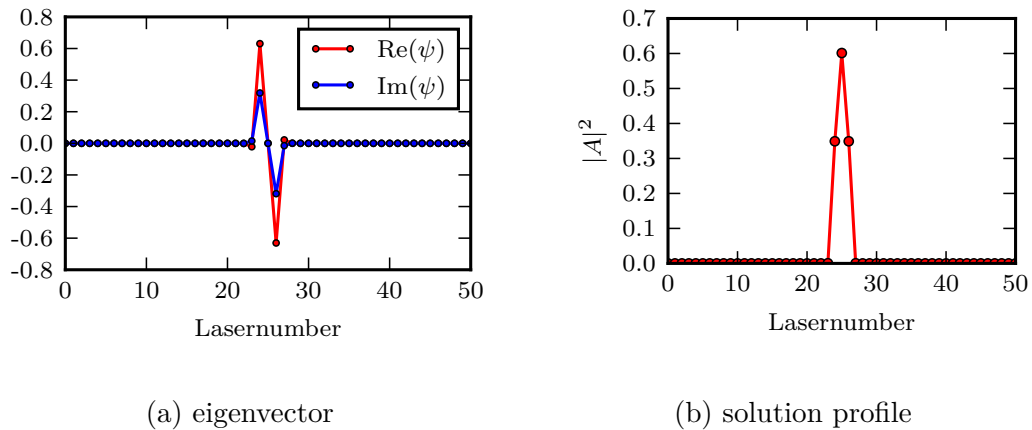 0.8
0.6
0.4
0.2
0.0
-0.2
-0.4
-0.6
-0.8
0 10 20 30 40 50
Lasernumber
Re(ψ)
Im(ψ)
(a) eigenvector
|A|²
0.7
0.6
0.5
0.4
0.3
0.2
0.1
0.0
0 10 20 30 40 50
Lasernumber
(b) solution profile